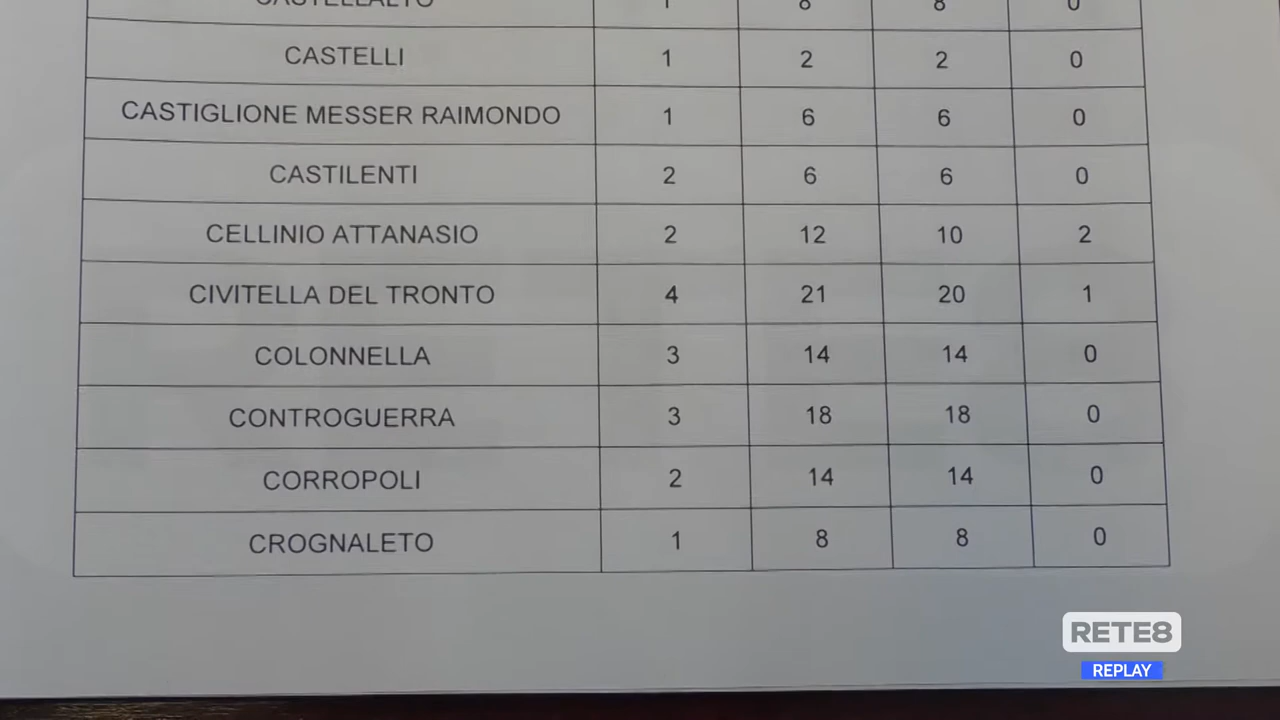 CASTELLALTO 1 8 8 0
CASTELLI 1 2 2 0
CASTIGLIONE MESSER RAIMONDO 1 6 6 0
CASTILENTI 2 6 6 0
CELLINIO ATTANASIO 2 12 10 2
CIVITELLA DEL TRONTO 4 21 20 1
COLONNELLA 3 14 14 0
CONTROGUERRA 3 18 18 0
CORROPOLI 2 14 14 0
CROGNALETO 1 8 8 0
RETE8
REPLAY